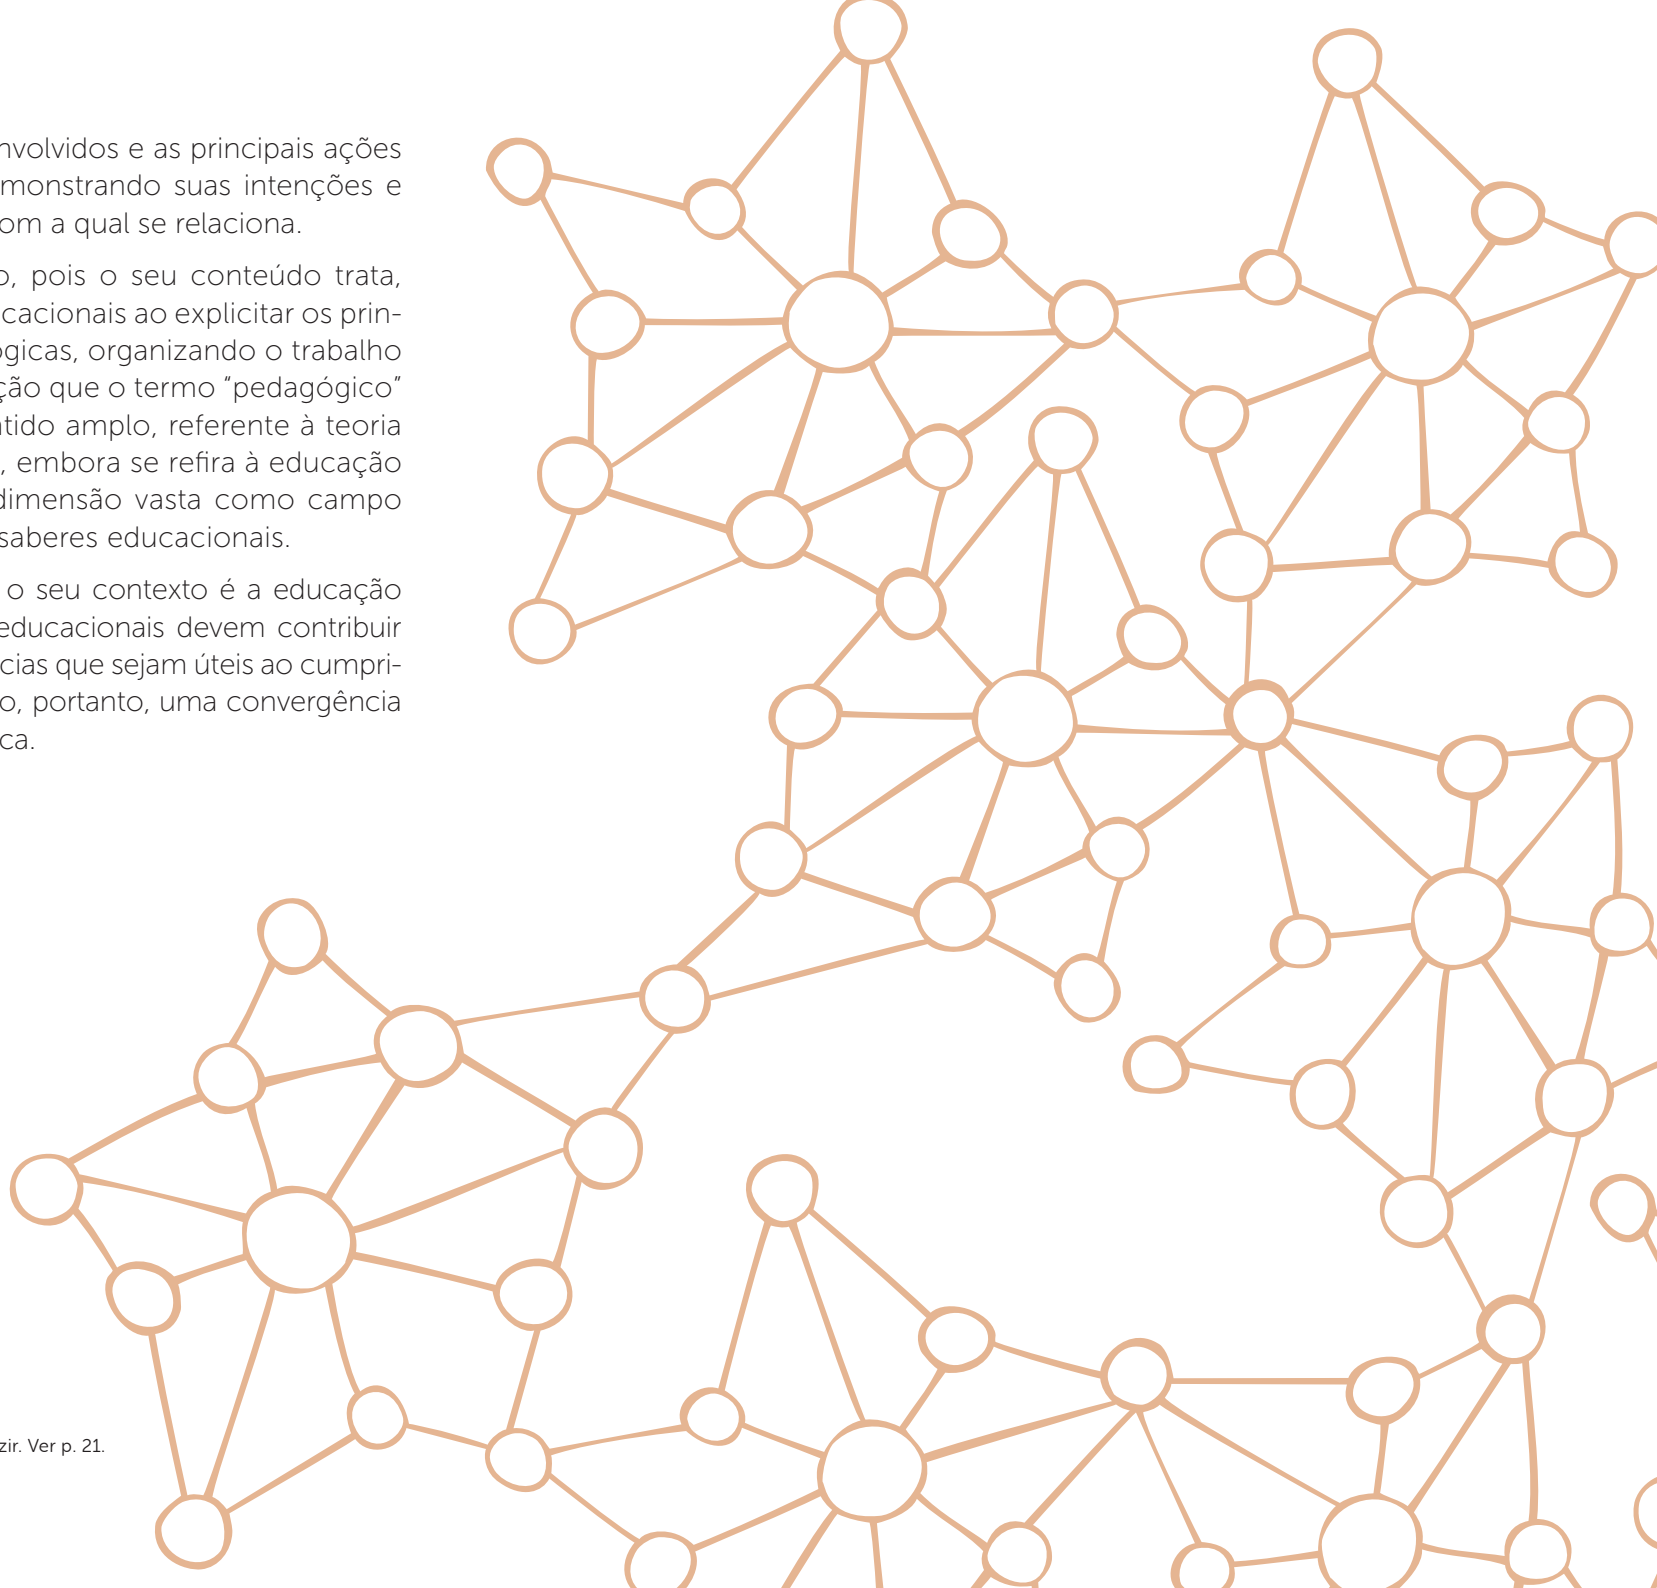 nvolvidos e as principais ações
monstrando suas intenções e
om a qual se relaciona.
o, pois o seu conteúdo trata,
cacionais ao explicitar os prin-
ógicas, organizando o trabalho
ção que o termo “pedagógico”
tido amplo, referente à teoria
, embora se refira à educação
dimensão vasta como campo
saberes educacionais.
o seu contexto é a educação
educacionais devem contribuir
cias que sejam úteis ao cumpri-
o, portanto, uma convergência
ca.
zir. Ver p. 21.